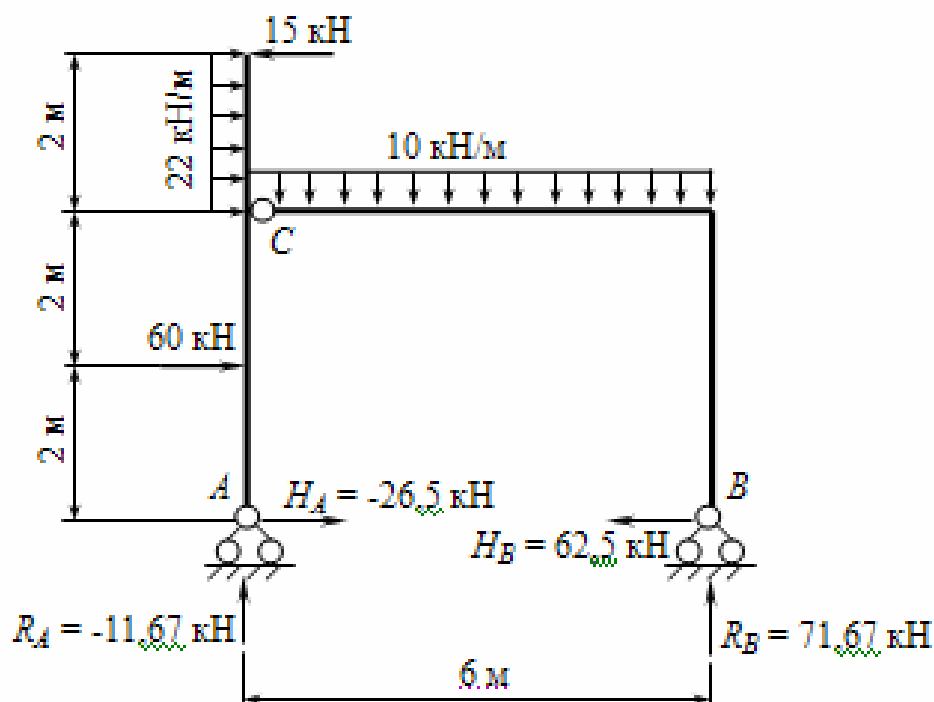 15 кН
2 м
22 кН/м
10 кН/м
C
2 м
60 кН
2 м
A
H_A = -26,5 кН
B
H_B = 62,5 кН
R_A = -11,67 кН
R_B = 71,67 кН
6 м